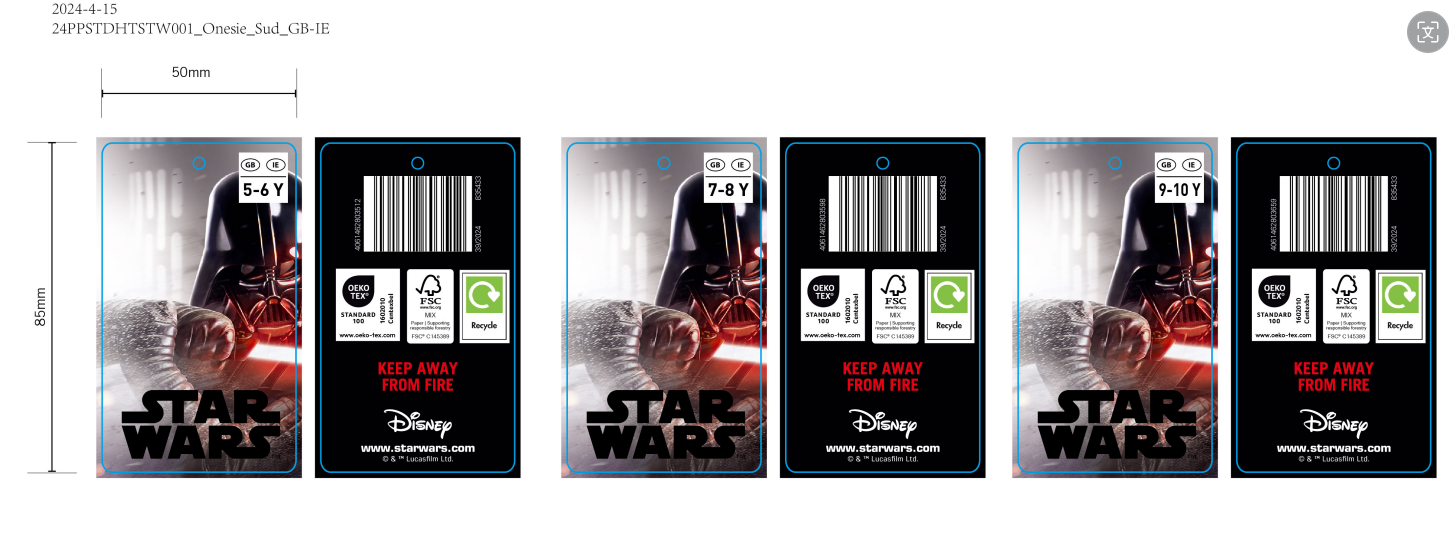 2024-4-15
24PPSTDHTSTW001_Onesie_Sud_GB-IE
50mm
85mm
GB IE
5-6 Y
STAR
WARS
4061462803512
835433
39/2024
OEKO
TEX®
STANDARD
100
1602010
Centexbel
www.oeko-tex.com
FSC
www.fsc.org
MIX
Paper | Supporting
responsible forestry
FSC® C145389
Recycle
KEEP AWAY
FROM FIRE
Disney
www.starwars.com
© & ™ Lucasfilm Ltd.
GB IE
7-8 Y
STAR
WARS
4061462803598
835433
39/2024
OEKO
TEX®
STANDARD
100
1602010
Centexbel
www.oeko-tex.com
FSC
www.fsc.org
MIX
Paper | Supporting
responsible forestry
FSC® C145389
Recycle
KEEP AWAY
FROM FIRE
Disney
www.starwars.com
© & ™ Lucasfilm Ltd.
GB IE
9-10 Y
STAR
WARS
4061462803659
835433
39/2024
OEKO
TEX®
STANDARD
100
1602010
Centexbel
www.oeko-tex.com
FSC
www.fsc.org
MIX
Paper | Supporting
responsible forestry
FSC® C145389
Recycle
KEEP AWAY
FROM FIRE
Disney
www.starwars.com
© & ™ Lucasfilm Ltd.